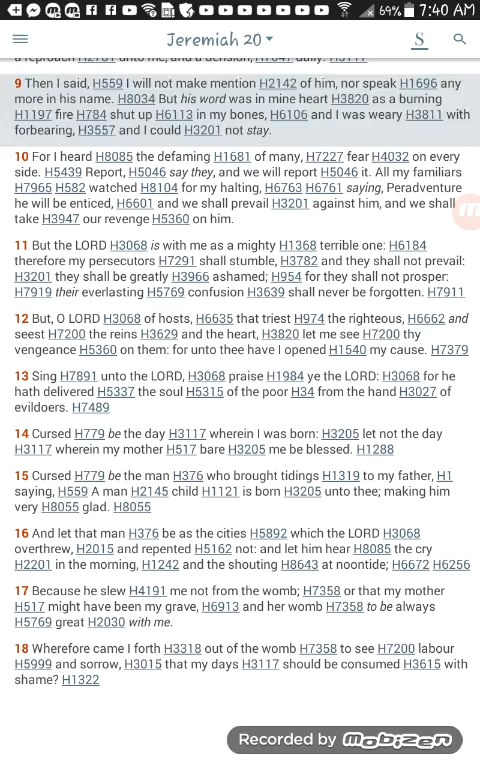 69% 7:40 AM
Jeremiah 20
S
a reproach H2781 unto me, and a derision, H7047 daily. H3117
9 Then I said, H559 I will not make mention H2142 of him, nor speak H1696 any
more in his name. H8034 But his word was in mine heart H3820 as a burning
H1197 fire H784 shut up H6113 in my bones, H6106 and I was weary H3811 with
forbearing, H3557 and I could H3201 not stay.
10 For I heard H8085 the defaming H1681 of many, H7227 fear H4032 on every
side. H5439 Report, H5046 say they, and we will report H5046 it. All my familiars
H7965 H582 watched H8104 for my halting, H6763 H6761 saying, Peradventure
he will be enticed, H6601 and we shall prevail H3201 against him, and we shall
take H3947 our revenge H5360 on him.
11 But the LORD H3068 is with me as a mighty H1368 terrible one: H6184
therefore my persecutors H7291 shall stumble, H3782 and they shall not prevail:
H3201 they shall be greatly H3966 ashamed; H954 for they shall not prosper:
H7919 their everlasting H5769 confusion H3639 shall never be forgotten. H7911
12 But, O LORD H3068 of hosts, H6635 that triest H974 the righteous, H6662 and
seest H7200 the reins H3629 and the heart, H3820 let me see H7200 thy
vengeance H5360 on them: for unto thee have I opened H1540 my cause. H7379
13 Sing H7891 unto the LORD, H3068 praise H1984 ye the LORD: H3068 for he
hath delivered H5337 the soul H5315 of the poor H34 from the hand H3027 of
evildoers. H7489
14 Cursed H779 be the day H3117 wherein I was born: H3205 let not the day
H3117 wherein my mother H517 bare H3205 me be blessed. H1288
15 Cursed H779 be the man H376 who brought tidings H1319 to my father, H1
saying, H559 A man H2145 child H1121 is born H3205 unto thee; making him
very H8055 glad. H8055
16 And let that man H376 be as the cities H5892 which the LORD H3068
overthrew, H2015 and repented H5162 not: and let him hear H8085 the cry
H2201 in the morning, H1242 and the shouting H8643 at noontide; H6672 H6256
17 Because he slew H4191 me not from the womb; H7358 or that my mother
H517 might have been my grave, H6913 and her womb H7358 to be always
H5769 great H2030 with me.
18 Wherefore came I forth H3318 out of the womb H7358 to see H7200 labour
H5999 and sorrow, H3015 that my days H3117 should be consumed H3615 with
shame? H1322
Recorded by mobizen